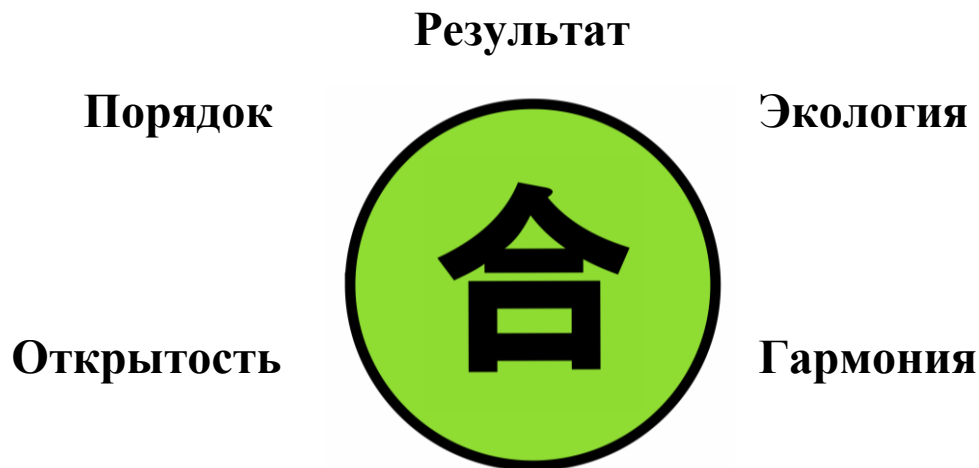 Результат
Порядок
Экология
合
Открытость
Гармония